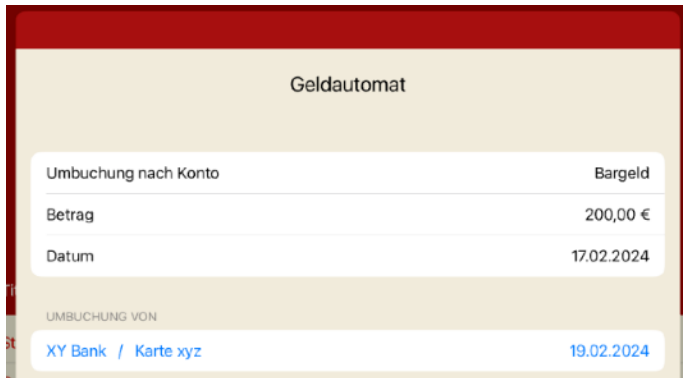 Geldautomat
Umbuchung nach Konto Bargeld
Betrag 200,00 €
Datum 17.02.2024
UMBUCHUNG VON
XY Bank / Karte xyz 19.02.2024